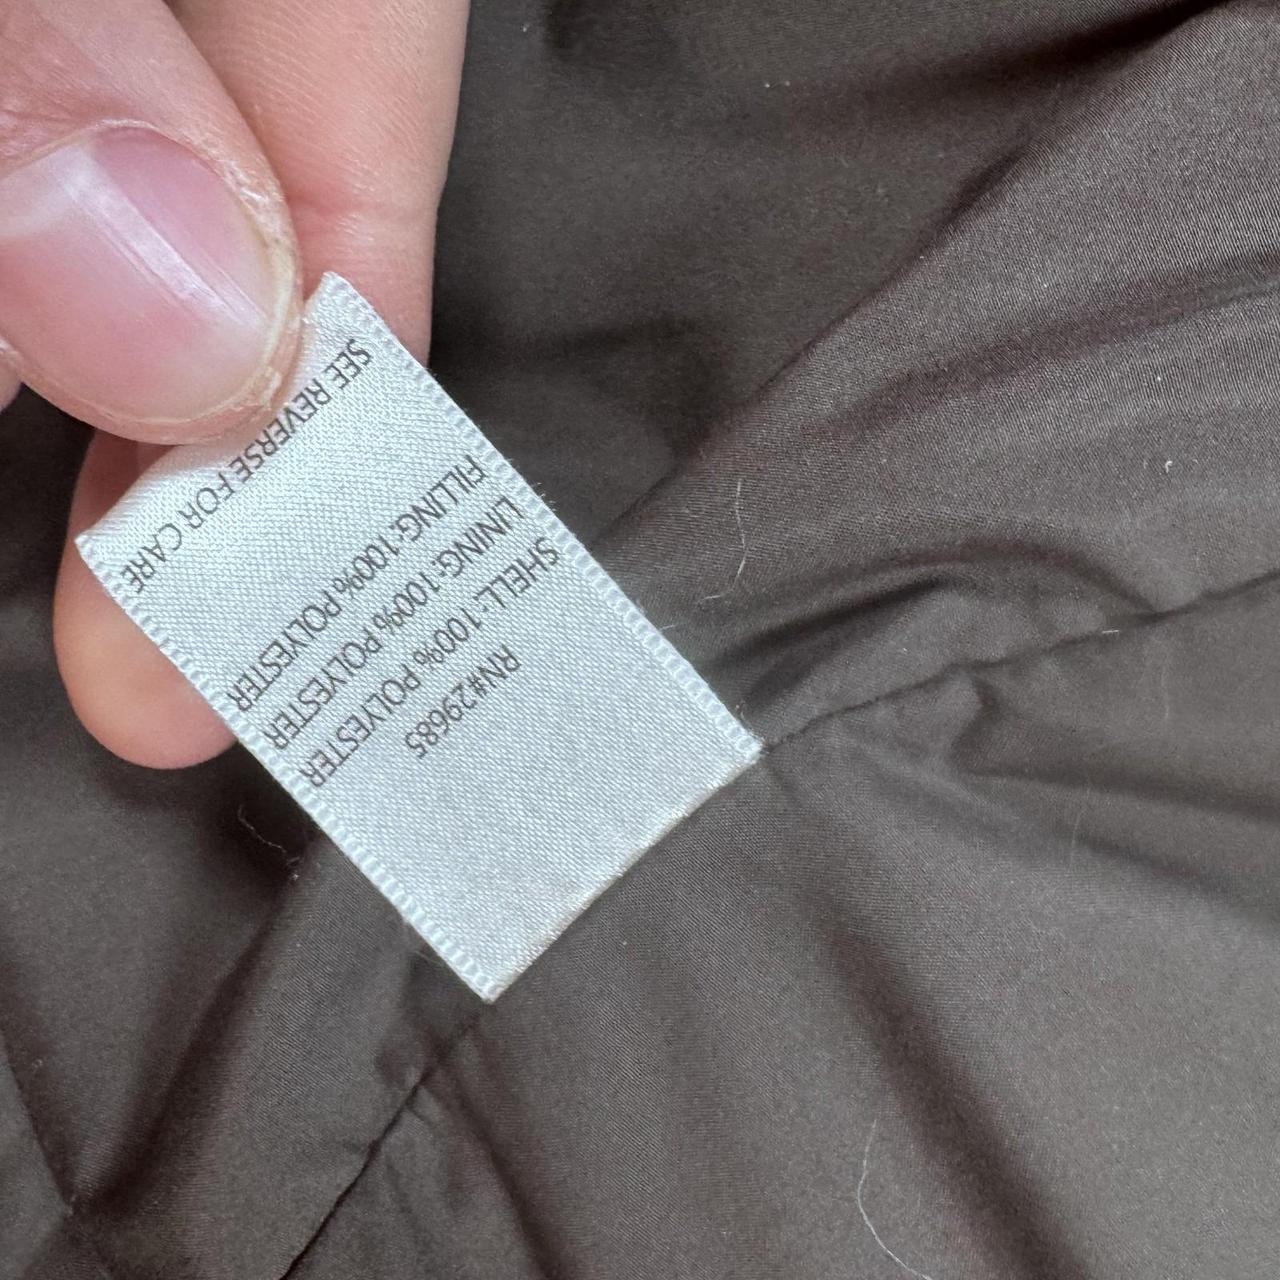 RN#29685
SHELL: 100% POLYESTER
LINING: 100% POLYESTER
FILLING: 100% POLYESTER
SEE REVERSE FOR CARE